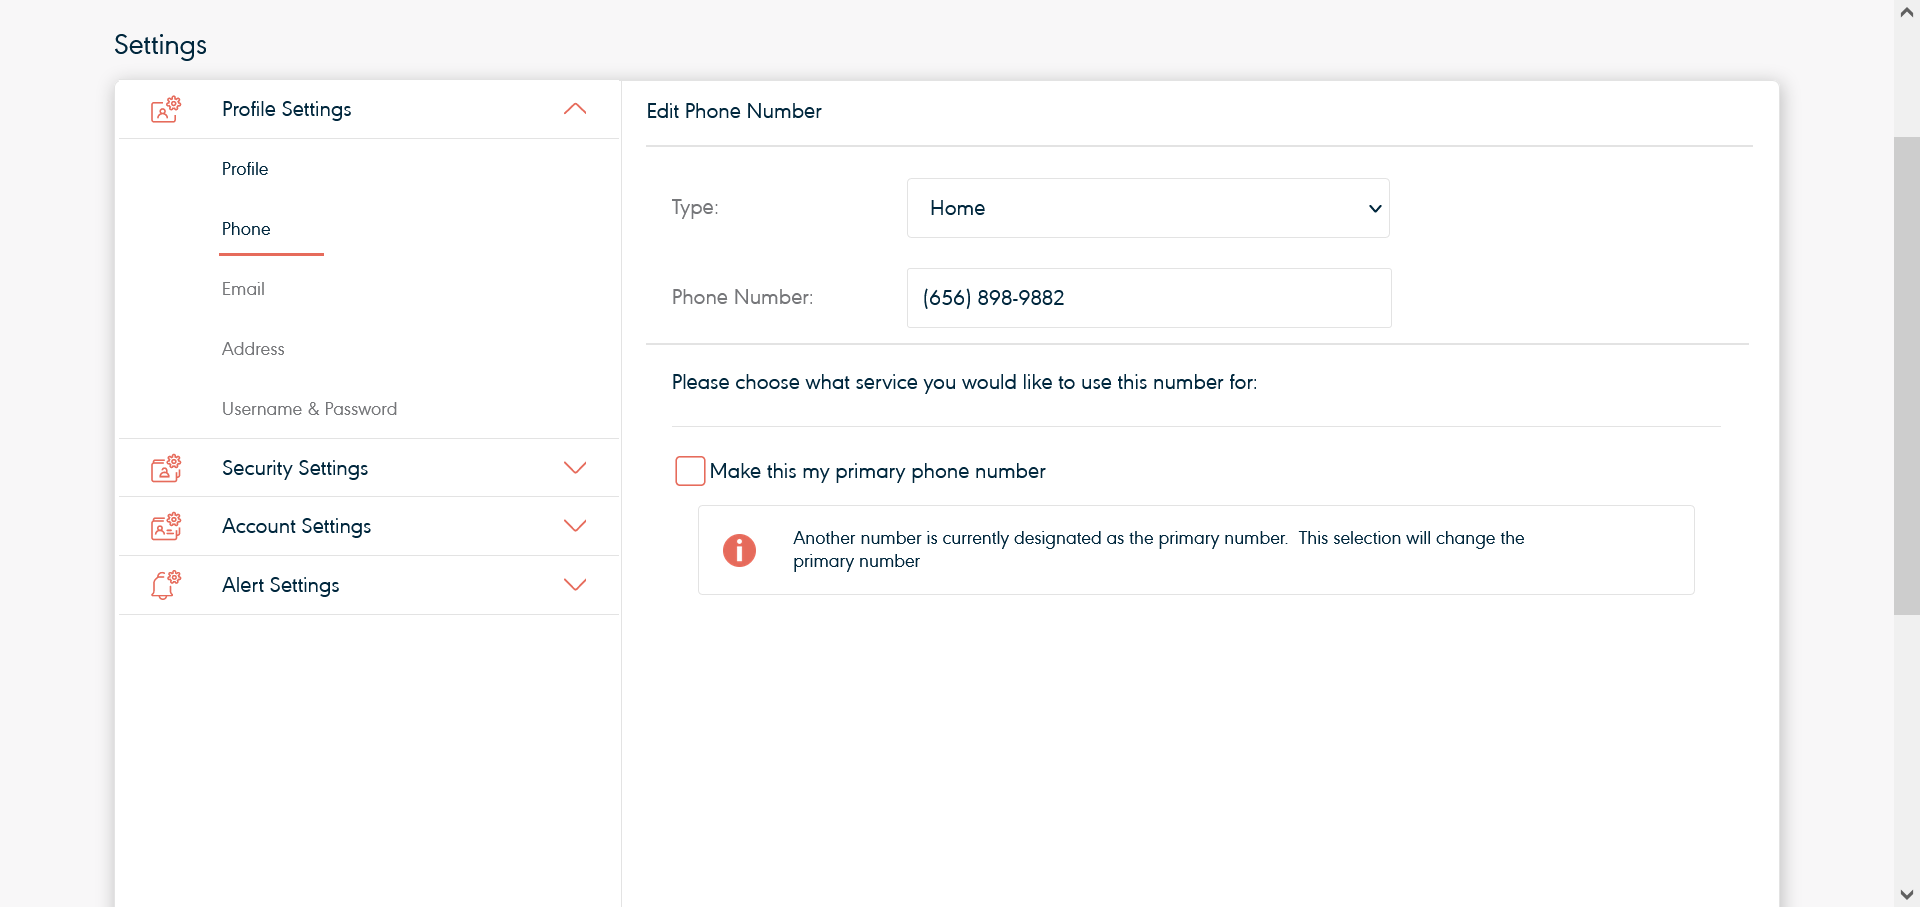 Settings
Profile Settings
Profile
Phone
Email
Address
Username & Password
Security Settings
Account Settings
Alert Settings
Edit Phone Number
Type:
Home
Phone Number:
(656) 898-9882
Please choose what service you would like to use this number for:
Make this my primary phone number
Another number is currently designated as the primary number.  This selection will change the
primary number